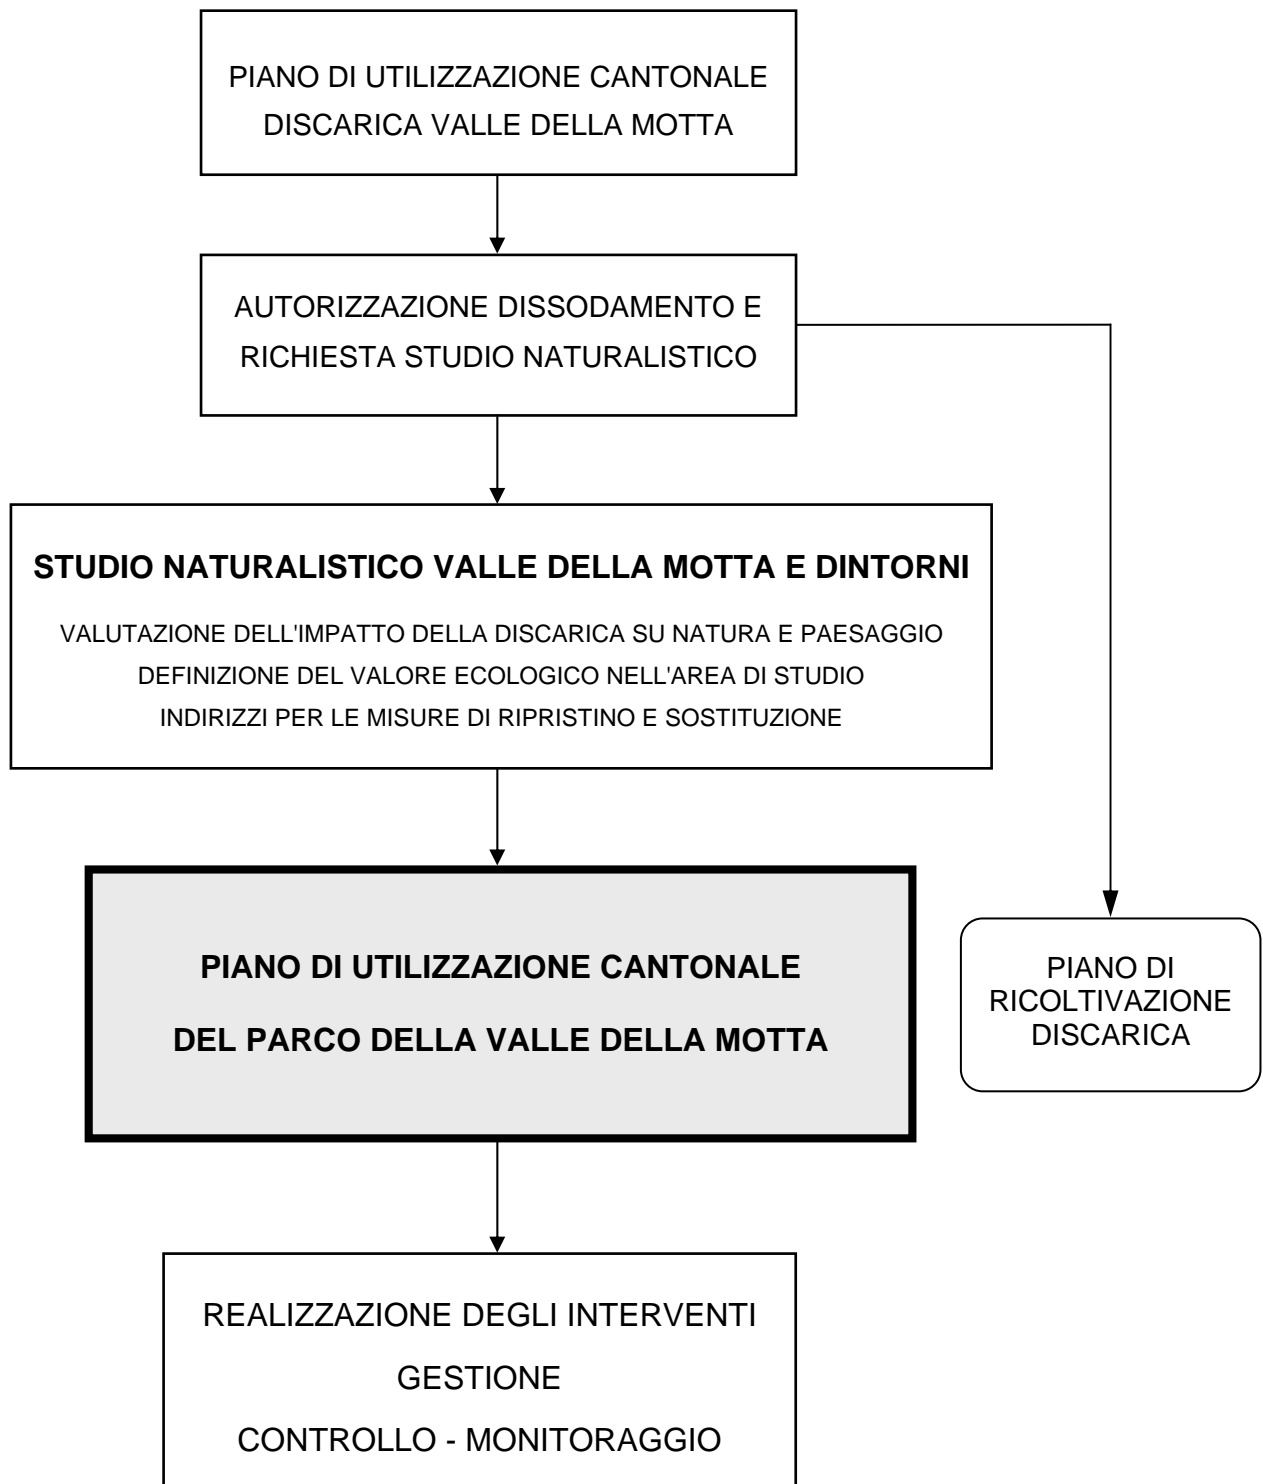 PIANO DI UTILIZZAZIONE CANTONALE
DISCARICA VALLE DELLA MOTTA
AUTORIZZAZIONE DISSODAMENTO E
RICHIESTA STUDIO NATURALISTICO
STUDIO NATURALISTICO VALLE DELLA MOTTA E DINTORNI
VALUTAZIONE DELL'IMPATTO DELLA DISCARICA SU NATURA E PAESAGGIO
DEFINIZIONE DEL VALORE ECOLOGICO NELL'AREA DI STUDIO
INDIRIZZI PER LE MISURE DI RIPRISTINO E SOSTITUZIONE
PIANO DI UTILIZZAZIONE CANTONALE
DEL PARCO DELLA VALLE DELLA MOTTA
PIANO DI
RICOLTIVAZIONE
DISCARICA
REALIZZAZIONE DEGLI INTERVENTI
GESTIONE
CONTROLLO - MONITORAGGIO